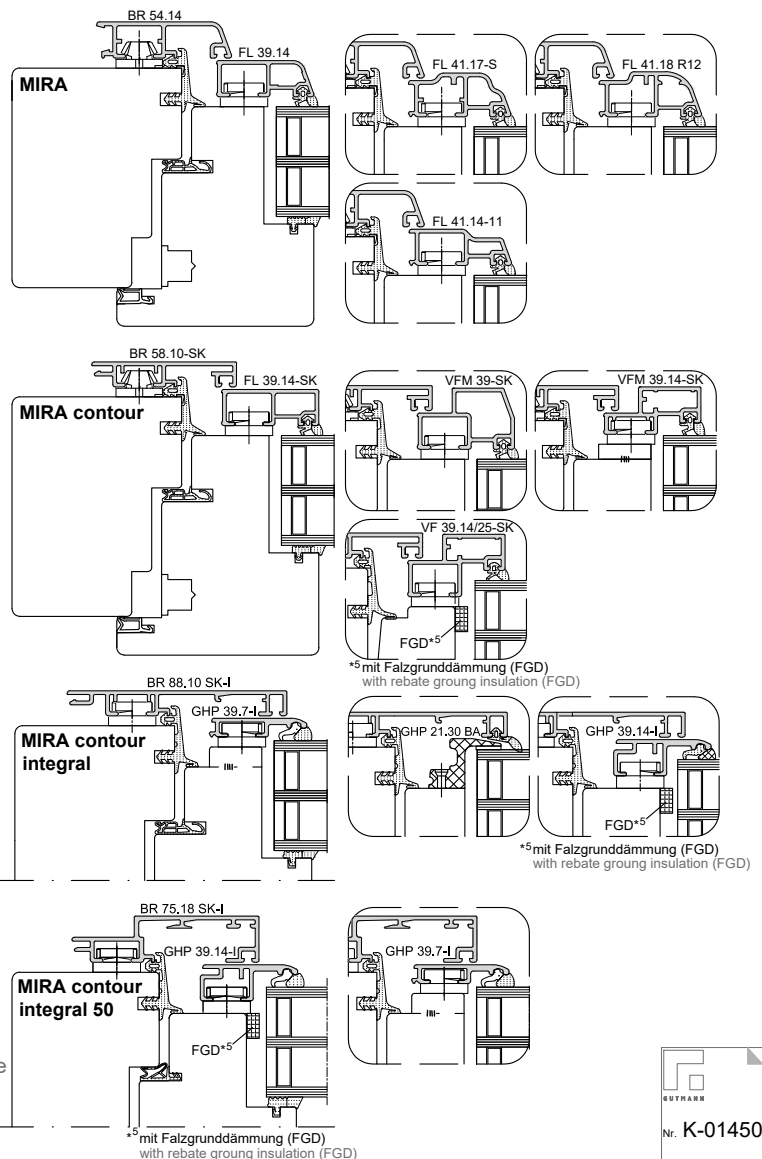 BR 54.14
FL 39.14
MIRA
FL 41.17-S
FL 41.18 R12
FL 41.14-11
BR 58.10-SK
FL 39.14-SK
MIRA contour
VFM 39-SK
VFM 39.14-SK
VF 39.14/25-SK
FGD*5
*5 mit Falzgrunddämmung (FGD)
with rebate groung insulation (FGD)
BR 88.10 SK-I
GHP 39.7-I
MIRA contour
integral
GHP 21.30 BA
GHP 39.14-I
FGD*5
*5 mit Falzgrunddämmung (FGD)
with rebate groung insulation (FGD)
BR 75.18 SK-I
GHP 39.14-I
MIRA contour
integral 50
FGD*5
GHP 39.7-I
e
*5 mit Falzgrunddämmung (FGD)
with rebate groung insulation (FGD)
GUTMANN
Nr. K-01450